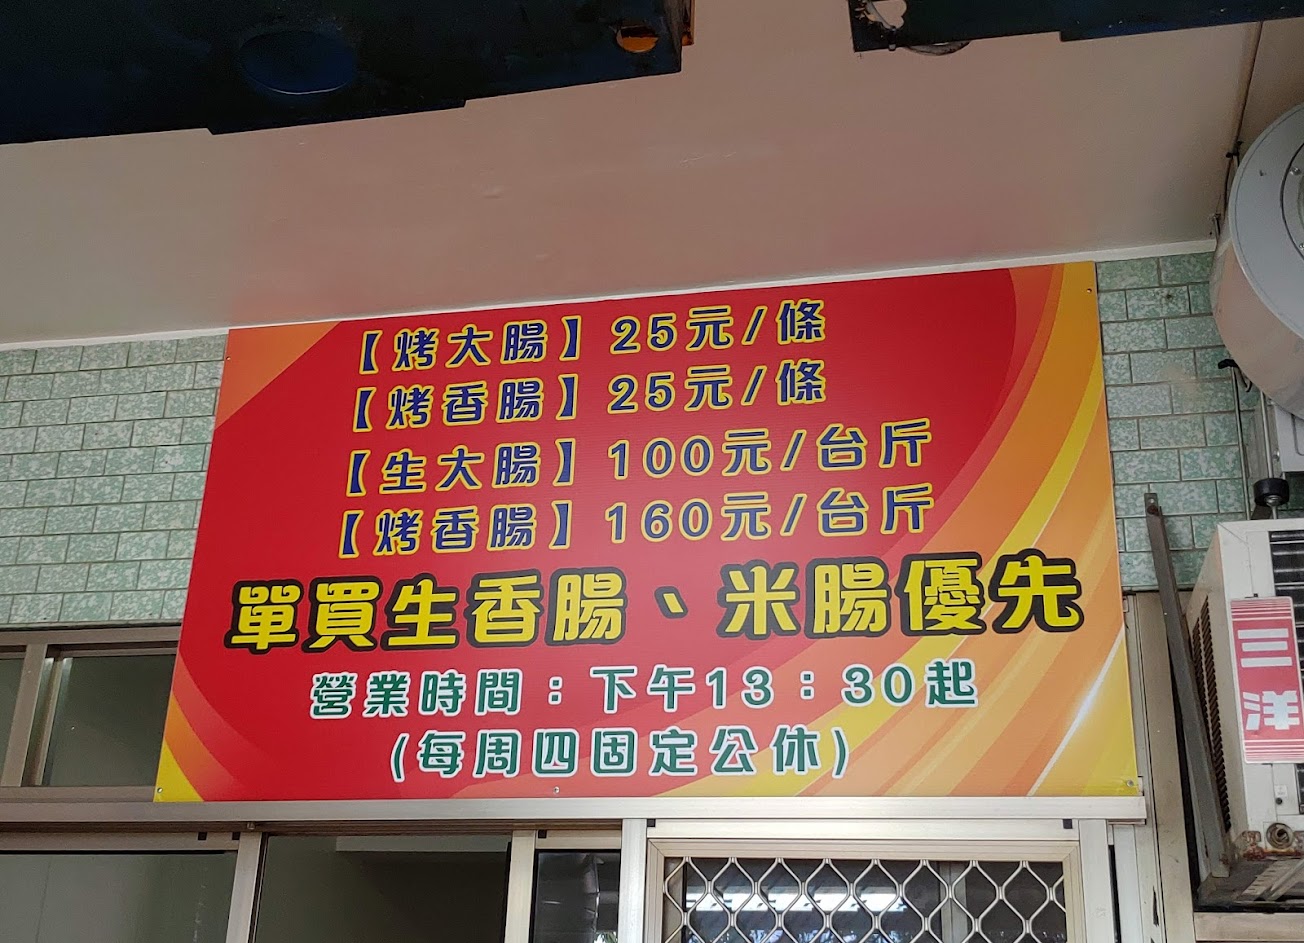 【烤大腸】25元/條
【烤香腸】25元/條
【生大腸】100元/台斤
【烤香腸】160元/台斤
單買生香腸、米腸優先
營業時間：下午13：30起
(每周四固定公休)
三洋